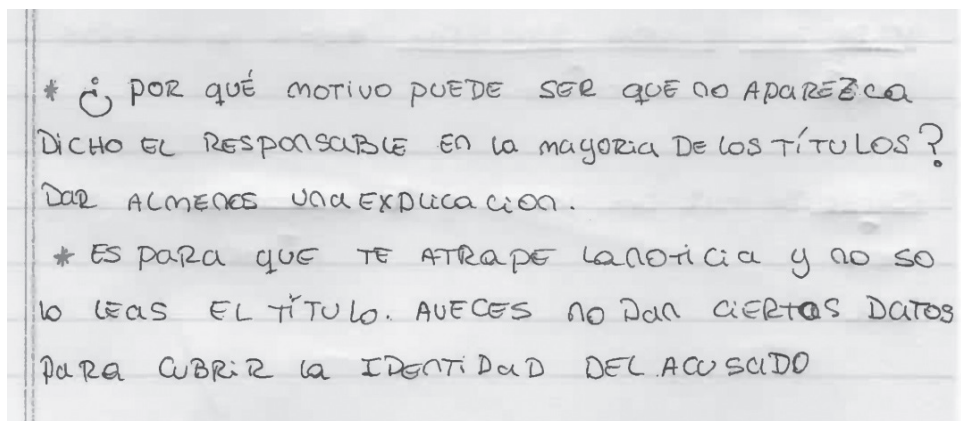 * ¿ POR QUÉ MOTIVO PUEDE SER QUE NO APAREZCA
DICHO EL RESPONSABLE EN LA MAYORIA DE LOS TÍTULOS?
DAR ALMENOS UNA EXPLICACION.
* ES PARA QUE TE ATRAPE LA NOTICIA Y NO SO
LO LEAS EL TÍTULO. AVECES NO DAN CIERTOS DATOS
PARA CUBRIR LA IDENTIDAD DEL ACUSADO